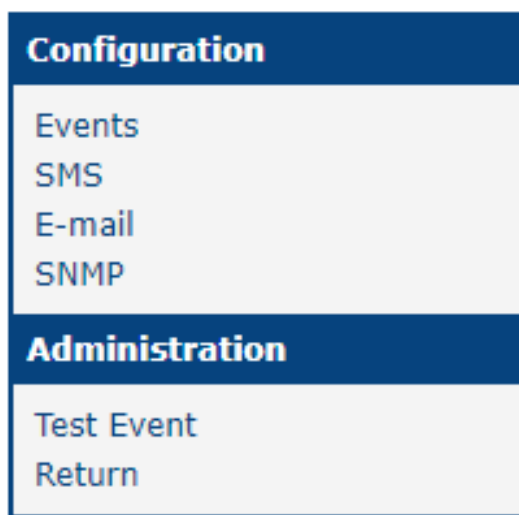 Configuration
Events
SMS
E-mail
SNMP
Administration
Test Event
Return